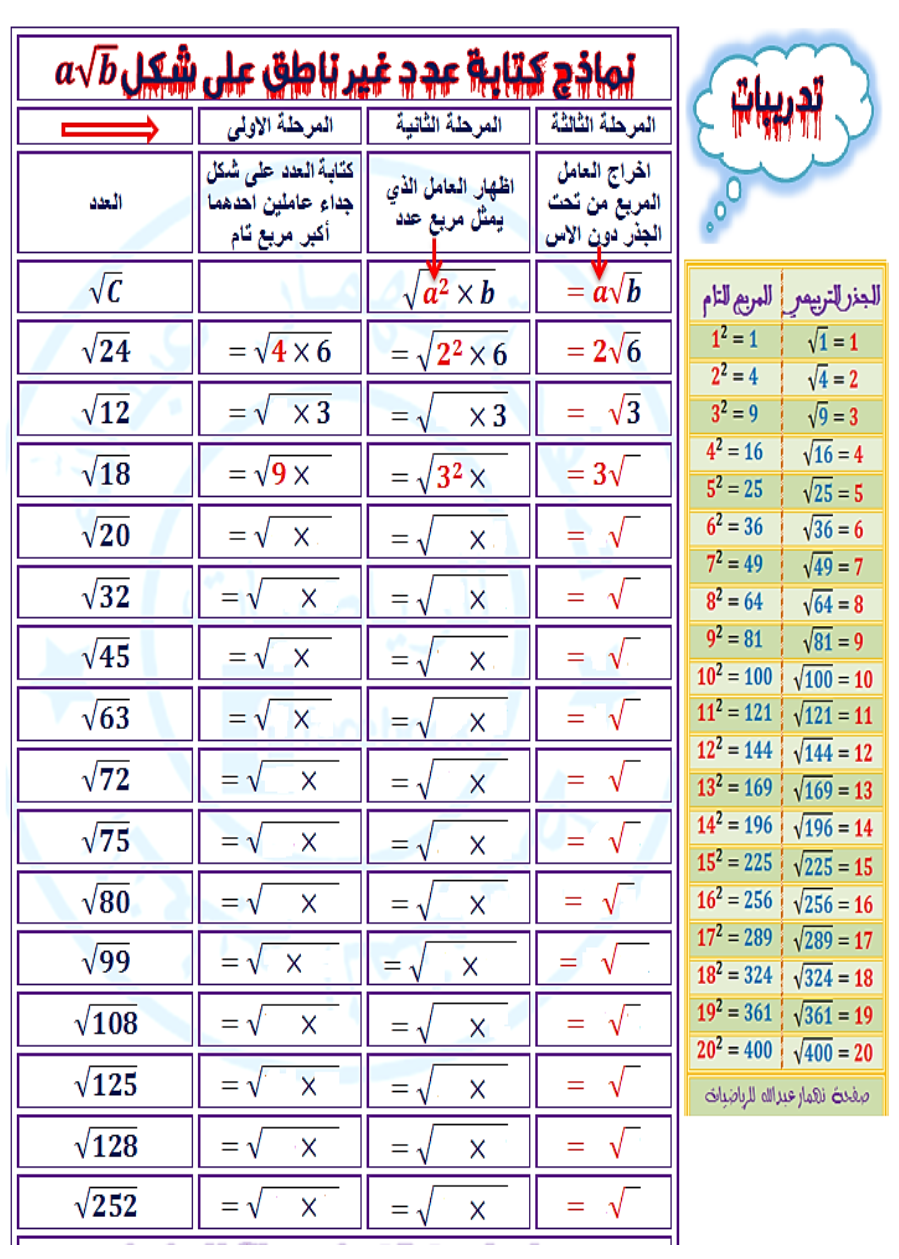 نماذج كتابة عدد غير ناطق على شكل a√b
تدريبات
المرحلة الاولى المرحلة الثانية المرحلة الثالثة
العدد
كتابة العدد على شكل
جداء عاملين احدهما
أكبر مربع تام
اظهار العامل الذي
يمثل مربع عدد
اخراج العامل
المربع من تحت
الجذر دون الاس
√C √(a² × b) = a√b
√24 = √(4 × 6) = √(2² × 6) = 2√6
√12 = √( × 3) = √( × 3) = √3
√18 = √(9 × ) = √(3² × ) = 3√
√20 = √( × ) = √( × ) = √
√32 = √( × ) = √( × ) = √
√45 = √( × ) = √( × ) = √
√63 = √( × ) = √( × ) = √
√72 = √( × ) = √( × ) = √
√75 = √( × ) = √( × ) = √
√80 = √( × ) = √( × ) = √
√99 = √( × ) = √( × ) = √
√108 = √( × ) = √( × ) = √
√125 = √( × ) = √( × ) = √
√128 = √( × ) = √( × ) = √
√252 = √( × ) = √( × ) = √
الجذر التربيعي المربع التام
1² = 1 √1 = 1
2² = 4 √4 = 2
3² = 9 √9 = 3
4² = 16 √16 = 4
5² = 25 √25 = 5
6² = 36 √36 = 6
7² = 49 √49 = 7
8² = 64 √64 = 8
9² = 81 √81 = 9
10² = 100 √100 = 10
11² = 121 √121 = 11
12² = 144 √144 = 12
13² = 169 √169 = 13
14² = 196 √196 = 14
15² = 225 √225 = 15
16² = 256 √256 = 16
17² = 289 √289 = 17
18² = 324 √324 = 18
19² = 361 √361 = 19
20² = 400 √400 = 20
صفحة نهمار عبدالله للرياضيات